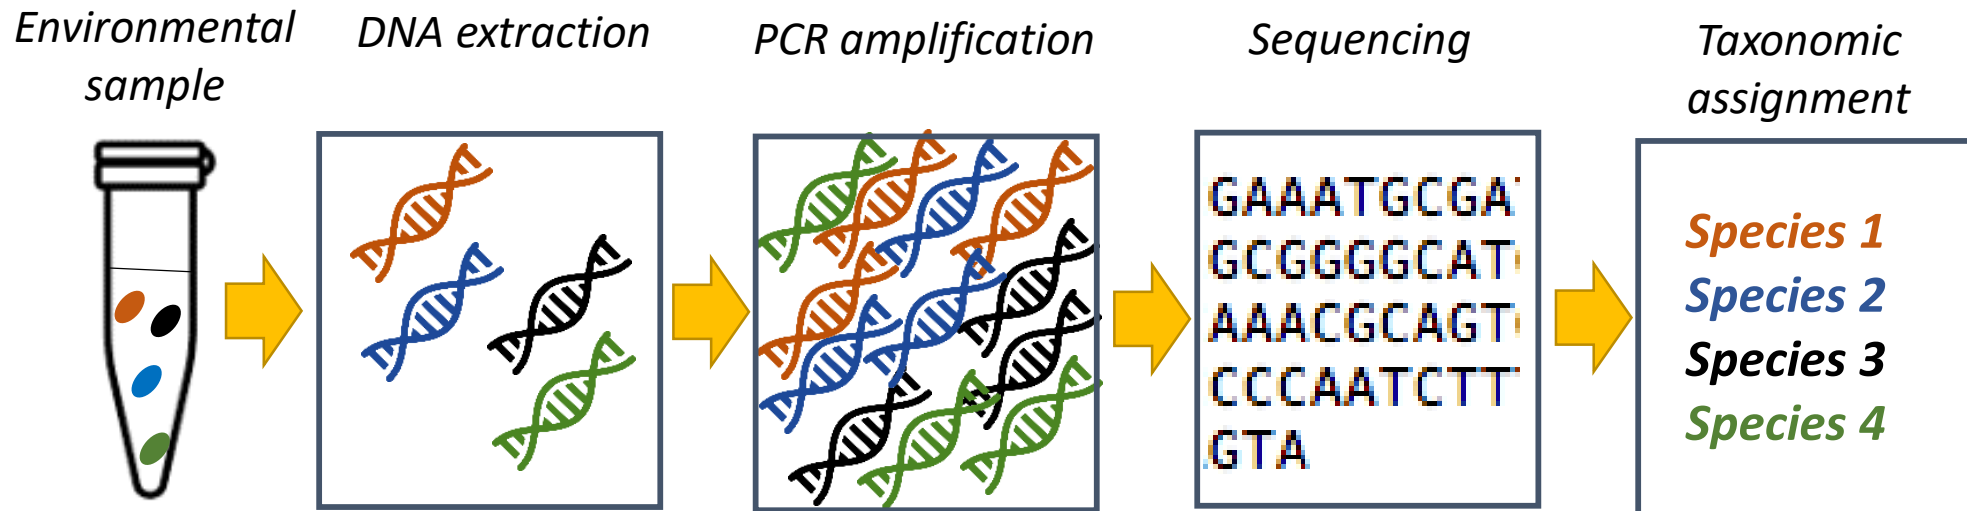 Environmental
sample
DNA extraction
PCR amplification
Sequencing
Taxonomic
assignment
GAAATGCGA
GCGGGGCAT
AAACGCAGT
CCCAATCTT
GTA
Species 1
Species 2
Species 3
Species 4